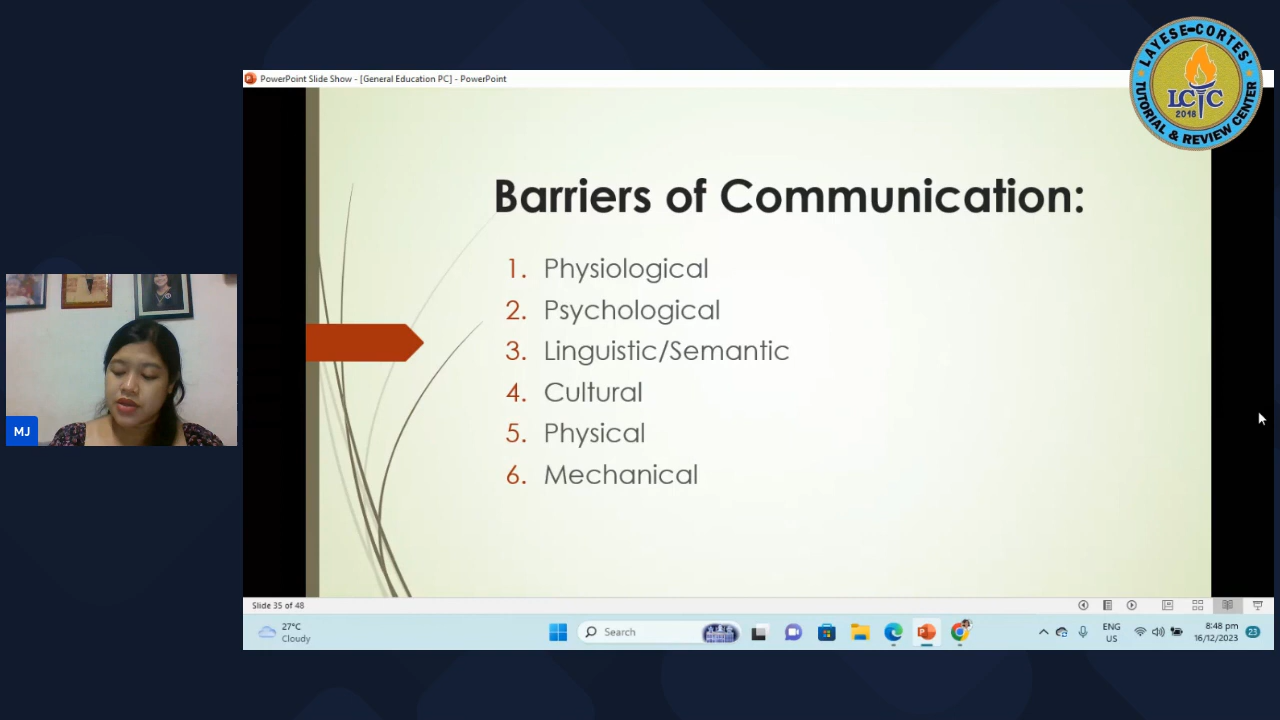 PowerPoint Slide Show - [General Education PC] - PowerPoint
LAYESE-CORTES'
LCTC
2018
TUTORIAL & REVIEW CENTER
Barriers of Communication:
1. Physiological
2. Psychological
3. Linguistic/Semantic
4. Cultural
5. Physical
6. Mechanical
MJ
Slide 35 of 48
27°C
Cloudy
Search
ENG
US
8:48 pm
16/12/2023
23